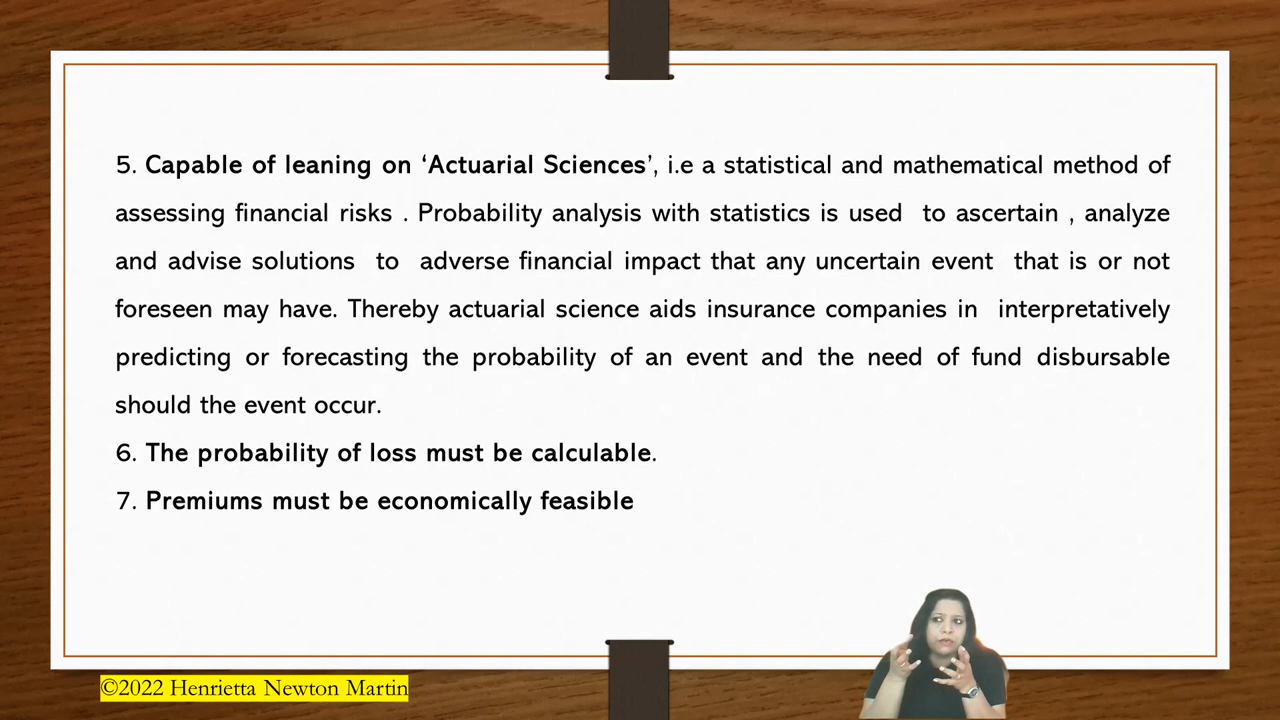 5. Capable of leaning on ‘Actuarial Sciences’, i.e a statistical and mathematical method of
assessing financial risks . Probability analysis with statistics is used to ascertain , analyze
and advise solutions to adverse financial impact that any uncertain event that is or not
foreseen may have. Thereby actuarial science aids insurance companies in interpretatively
predicting or forecasting the probability of an event and the need of fund disbursable
should the event occur.
6. The probability of loss must be calculable.
7. Premiums must be economically feasible
©2022 Henrietta Newton Martin